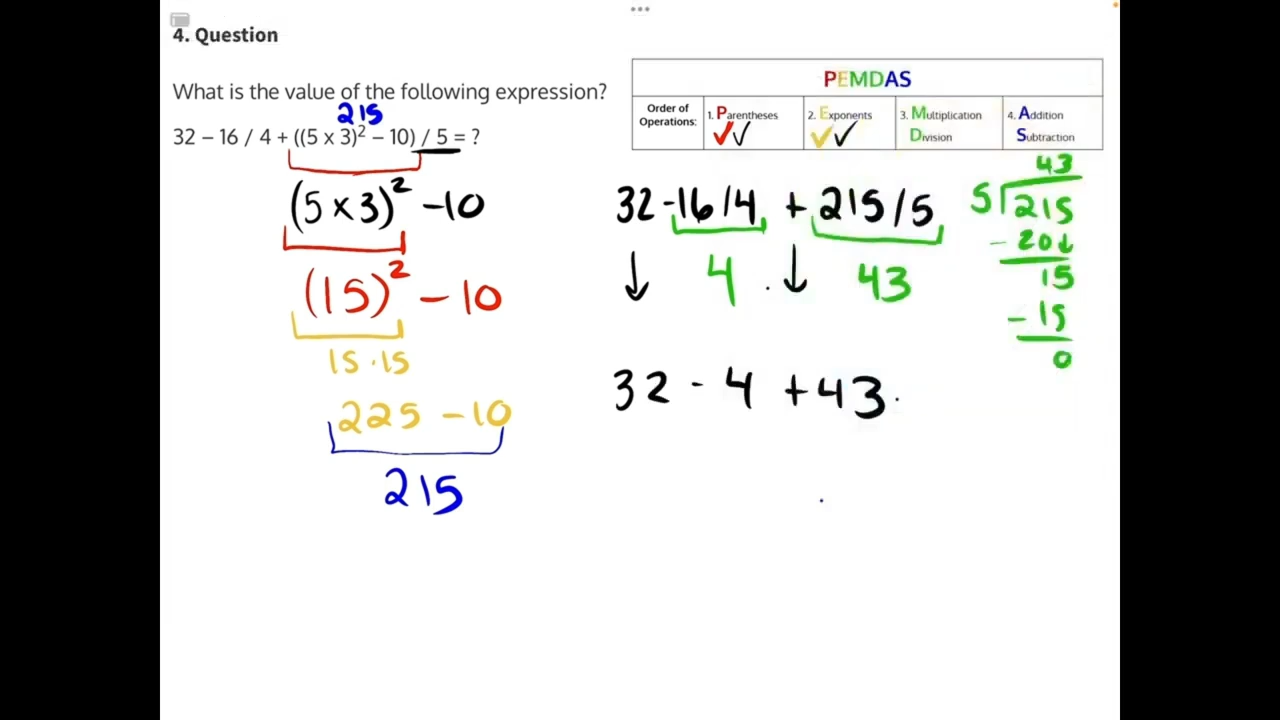 4. Question
What is the value of the following expression?
215
32 – 16 / 4 + ((5 x 3)² – 10) / 5 = ?
(5 x 3)² -10
(15)² - 10
15 · 15
225 - 10
215
PEMDAS
Order of Operations:
1. Parentheses
2. Exponents
3. Multiplication
Division
4. Addition
Subtraction
32 - 16/4 + 215/5
4
43
32 - 4 + 43
43
5 215
- 20
15
- 15
0